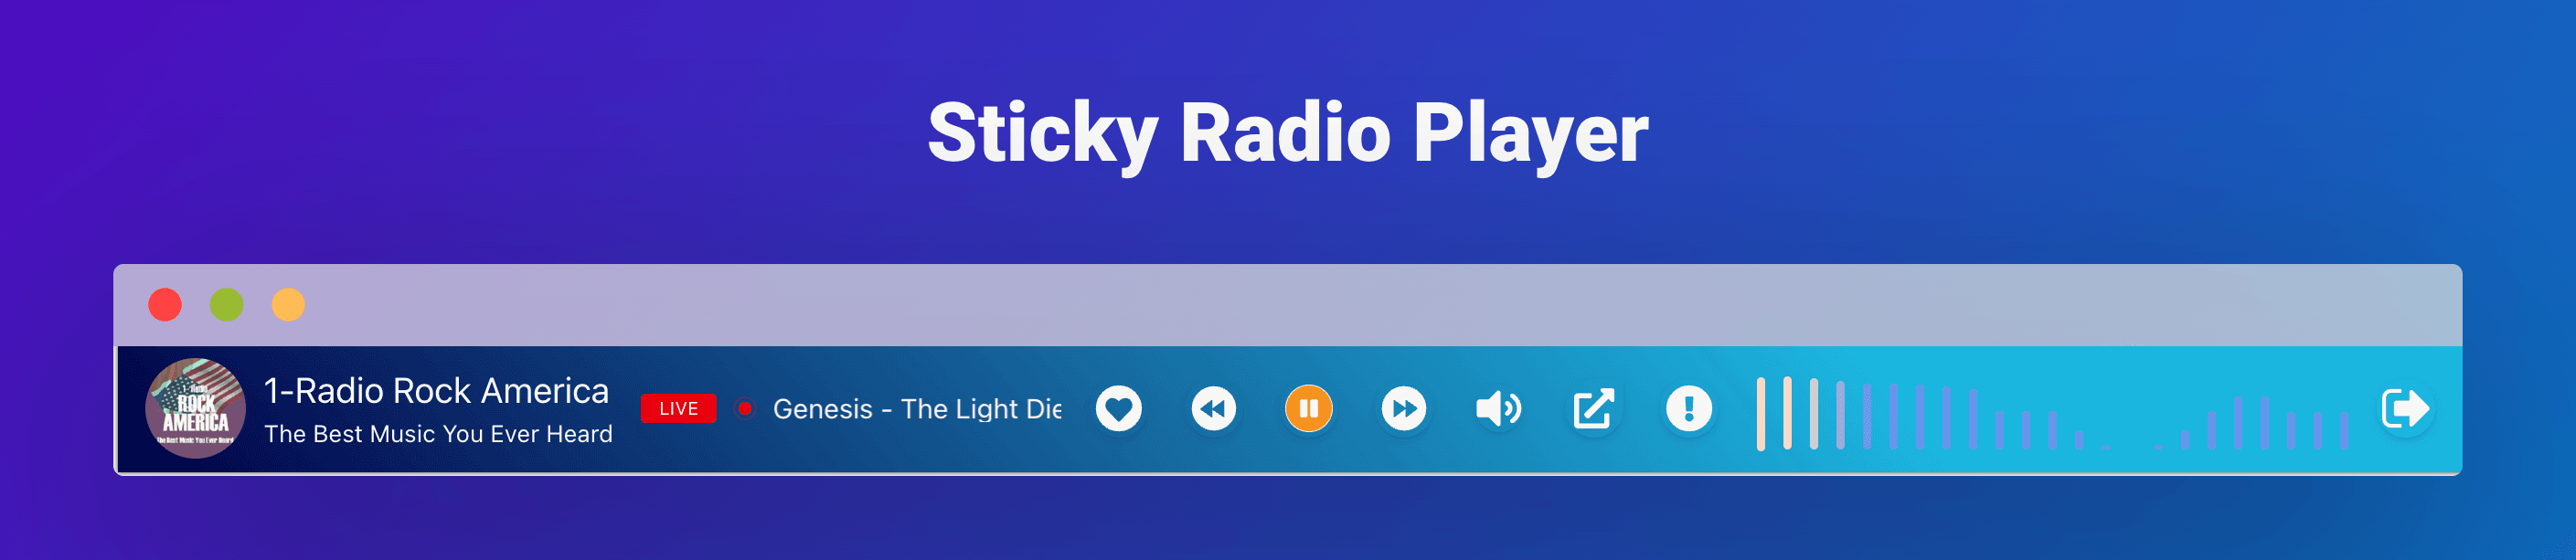 Sticky Radio Player
1-Radio
ROCK
AMERICA
The Best Music You Ever Heard
1-Radio Rock America
The Best Music You Ever Heard
LIVE
Genesis - The Light Die